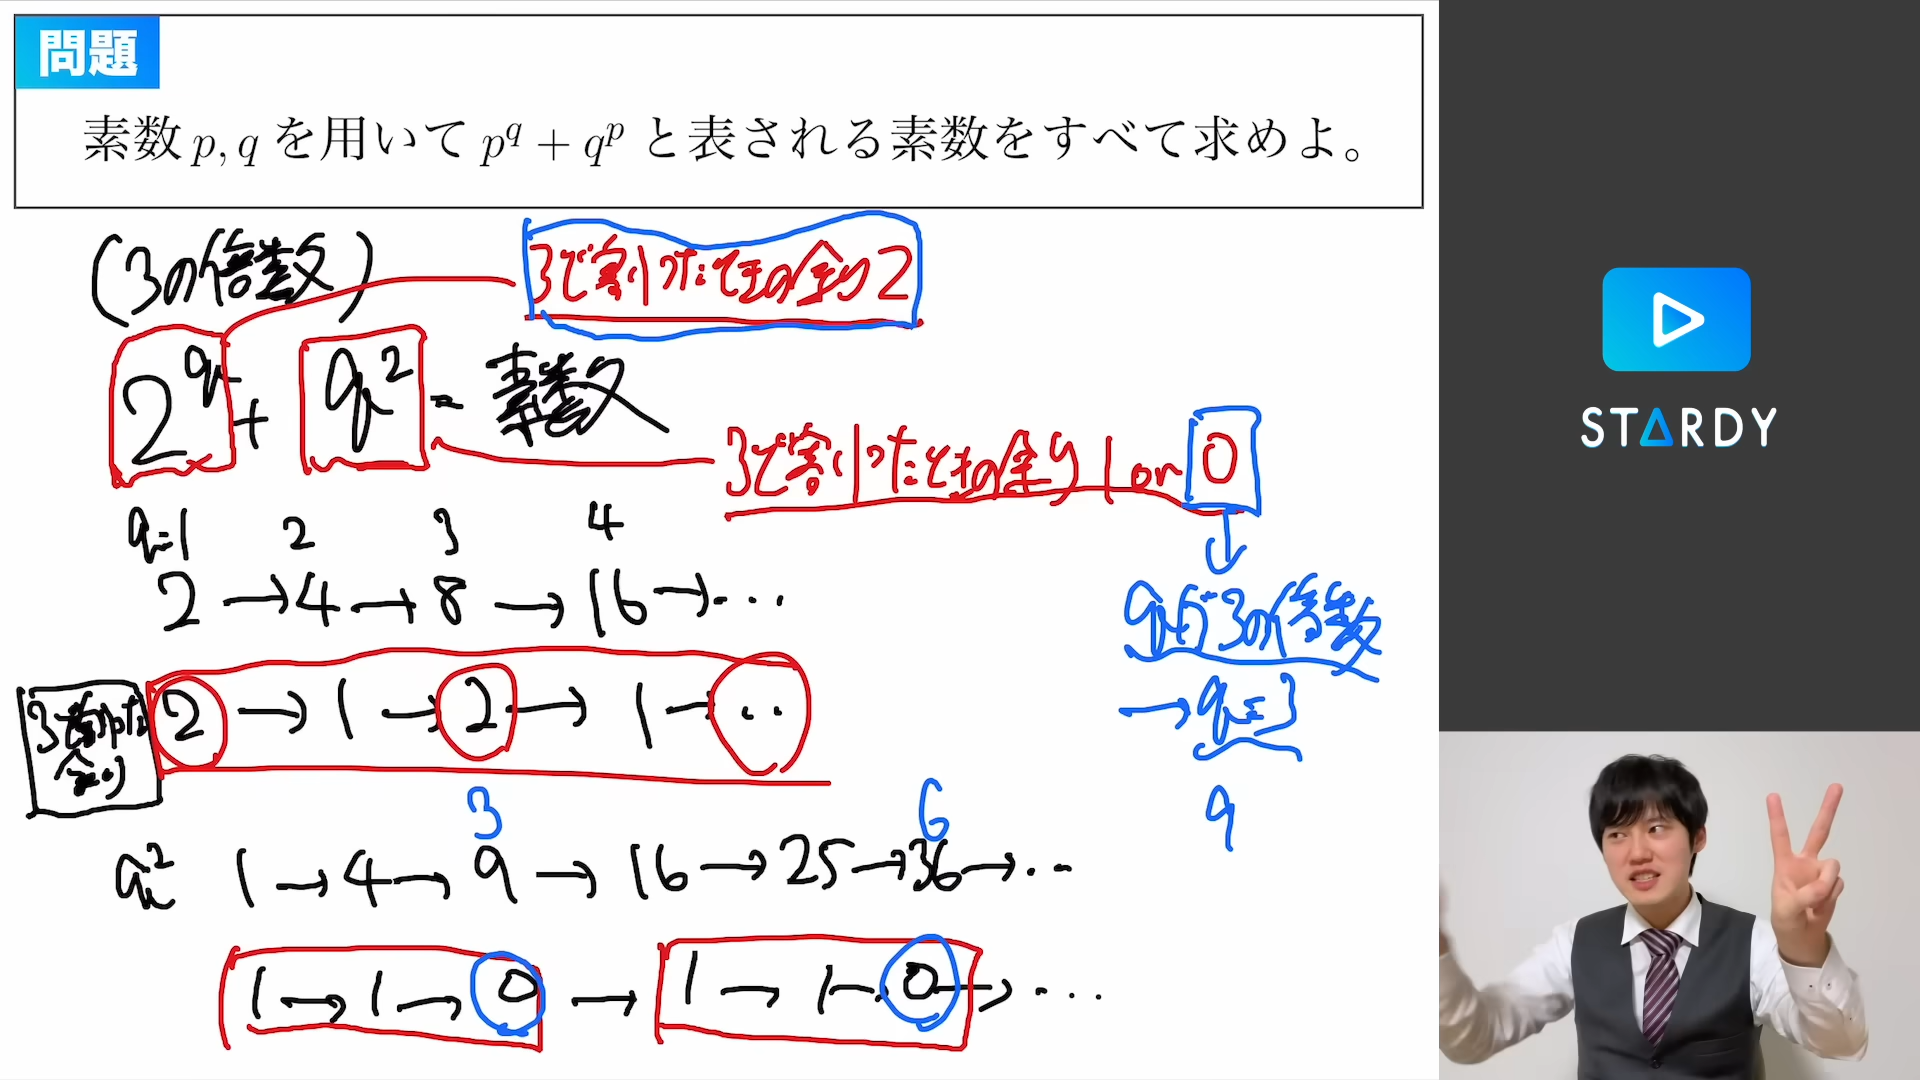 問題
素数 p, q を用いて p^q + q^p と表される素数をすべて求めよ。
(3の倍数)
3で割ったときの余り2
2^q + q^2 = 素数
3で割ったときの余り 1 or 0
q=1 2 3 4
2 → 4 → 8 → 16 → ...
qが3の倍数
→ q=3
3で割った余り
2 → 1 → 2 → 1 → ..
3 6
9
q^2 1 → 4 → 9 → 16 → 25 → 36 → ...
1 → 1 → 0 → 1 → 1 → 0 → ...
STARDY